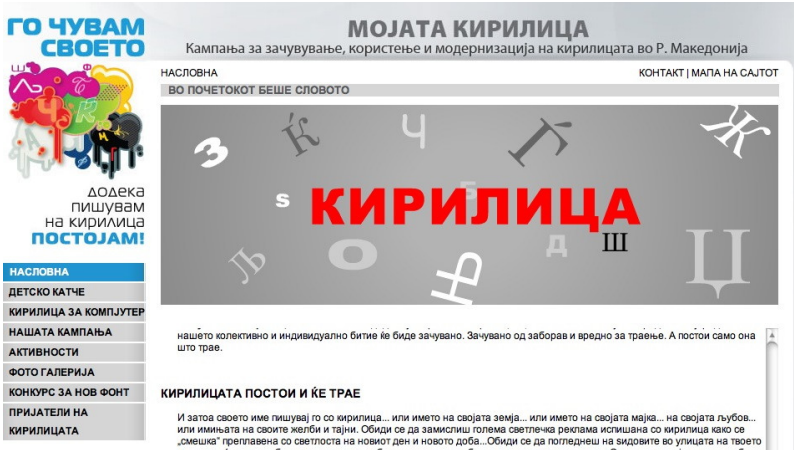 ГО ЧУВАМ
СВОЕТО
МОЈАТА КИРИЛИЦА
Кампања за зачувување, користење и модернизација на кирилицата во Р. Македонија
НАСЛОВНА
КОНТАКТ | МАПА НА САЈТОТ
ВО ПОЧЕТОКОТ БЕШЕ СЛОВОТО
З Ќ Ч Ѓ Ж
Ѕ Б
КИРИЛИЦА
Љ О Њ Д Ш Џ
Ш Ф
Љ Ѓ
Ч К
додека
пишувам
на кирилица
ПОСТОЈАМ!
НАСЛОВНА
ДЕТСКО КАТЧЕ
КИРИЛИЦА ЗА КОМПЈУТЕР
НАШАТА КАМПАЊА
АКТИВНОСТИ
ФОТО ГАЛЕРИЈА
КОНКУРС ЗА НОВ ФОНТ
ПРИЈАТЕЛИ НА
КИРИЛИЦАТА
нашето колективно и индивидуално битие ќе биде зачувано. Зачувано од заборав и вредно за траење. А постои само она
што трае.
КИРИЛИЦАТА ПОСТОИ И ЌЕ ТРАЕ
И затоа своето име пишувај го со кирилица... или името на својата земја... или името на својата мајка... на својата љубов...
или имињата на своите желби и тајни. Обиди се да замислиш голема светлечка реклама испишана со кирилица како се
„смешка" преплавена со светлоста на новиот ден и новото доба...Обиди се да погледнеш на ѕидовите во улицата на твоето